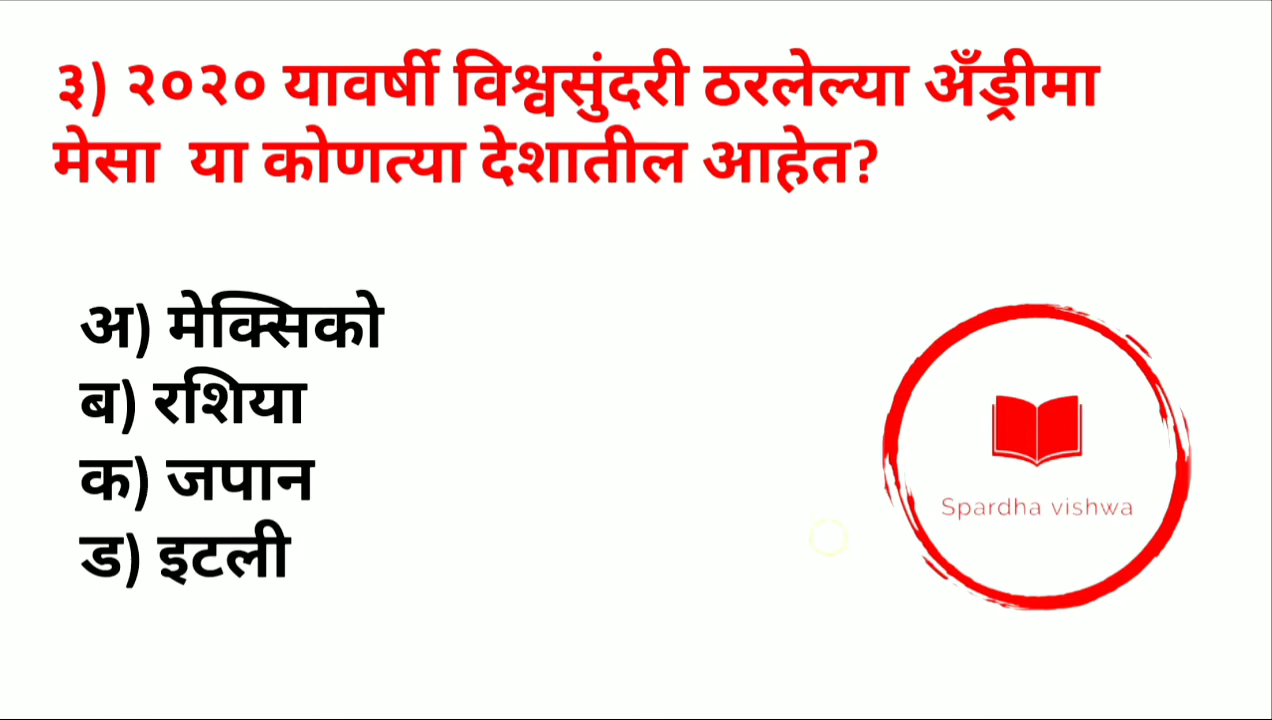 ३) २०२० यावर्षी विश्वसुंदरी ठरलेल्या अँड्रीमा
मेसा या कोणत्या देशातील आहेत?
अ) मेक्सिको
ब) रशिया
क) जपान
ड) इटली
Spardha vishwa